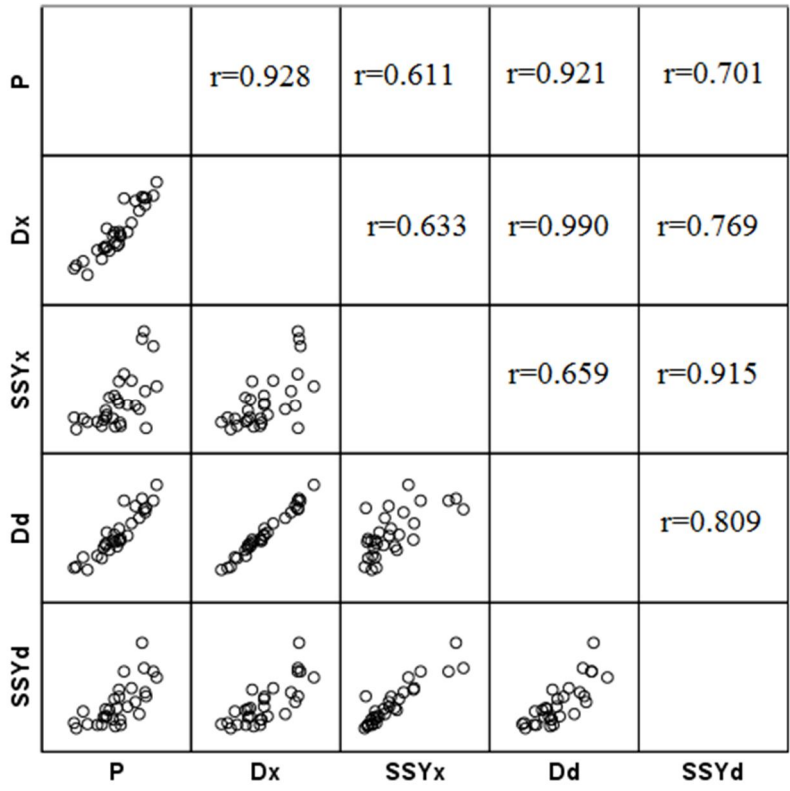 P
r=0.928
r=0.611
r=0.921
r=0.701
Dx
r=0.633
r=0.990
r=0.769
SSYx
r=0.659
r=0.915
Dd
r=0.809
SSYd
P
Dx
SSYx
Dd
SSYd